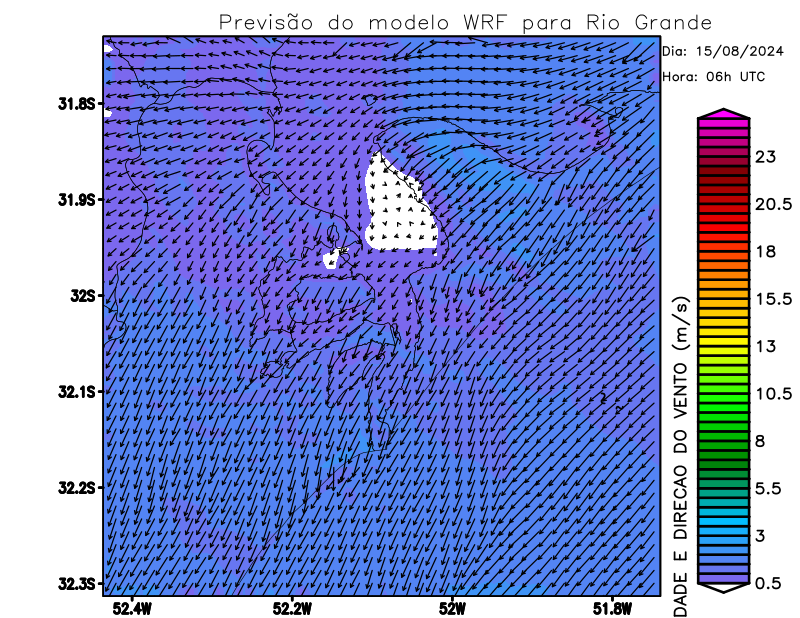 Previsão do modelo WRF para Rio Grande
Dia: 15/08/2024
Hora: 06h UTC
31.8S
31.9S
32S
32.1S
32.2S
32.3S
52.4W
52.2W
52W
51.8W
2
23
20.5
18
15.5
13
10.5
8
5.5
3
0.5
DADE E DIRECAO DO VENTO (m/s)